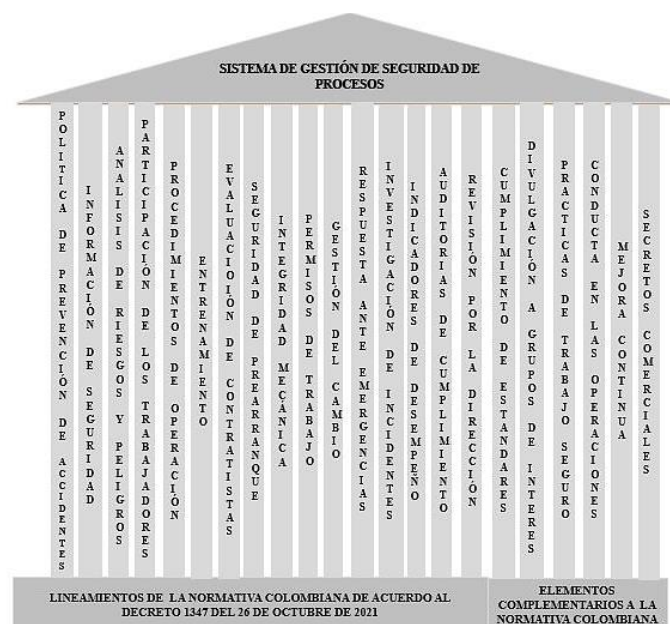 SISTEMA DE GESTIÓN DE SEGURIDAD DE
PROCESOS
POLITICA DE PREVENCIÓN DE ACCIDENTES
INFORMACIÓN DE SEGURIDAD
ANALISIS DE RIESGOS Y PELIGROS
PARTICIPACIÓN DE LOS TRABAJADORES
PROCEDIMIENTOS DE OPERACIÓN
ENTRENAMIENTO
EVALUACIOIÓN DE CONTRATISTAS
SEGURIDAD DE PREARRANQUE
INTEGRIDAD MECÁNICA
PERMISOS DE TRABAJO
GESTIÓN DEL CAMBIO
RESPUESTA ANTE EMERGENCIAS
INVESTIGACIÓN DE INCIDENTES
INDICADORES DE DESEMPEÑO
AUDITORIAS DE CUMPLIMIENTO
REVISIÓN POR LA DIRECCIÓN
CUMPLIMIENTO DE ESTANDARES
DIVULGACIÓN A GRUPOS DE INTERES
PRACTICAS DE TRABAJO SEGURO
CONDUCTA EN LAS OPERACIONES
MEJORA CONTINUA
SECRETOS COMERCIALES
LINEAMIENTOS DE LA NORMATIVA COLOMBIANA DE ACUERDO AL
DECRETO 1347 DEL 26 DE OCTUBRE DE 2021
ELEMENTOS
COMPLEMENTARIOS A LA
NORMATIVA COLOMBIANA